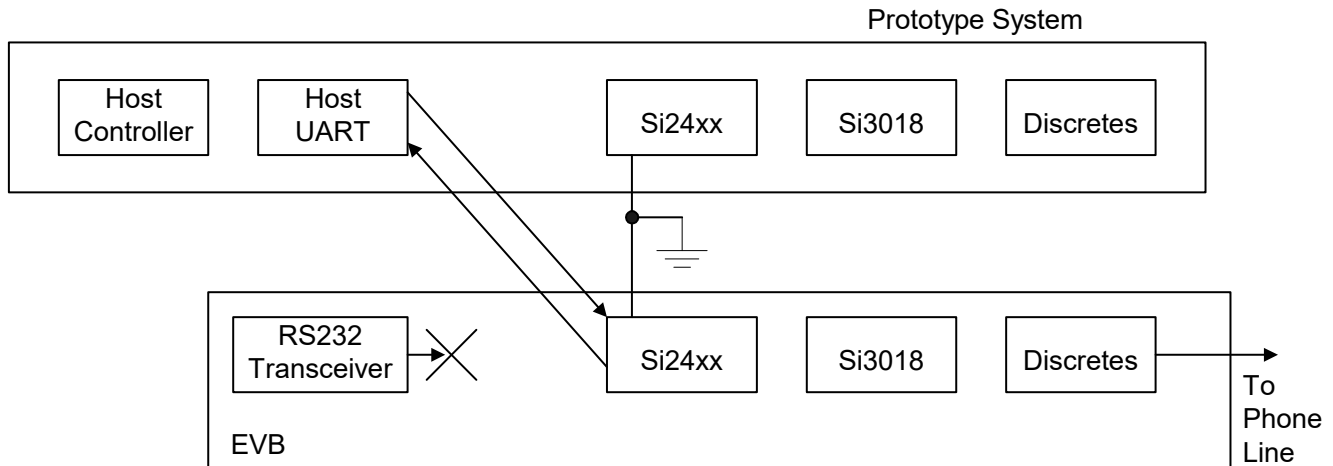 Prototype System
Host
Controller
Host
UART
Si24xx
Si3018
Discretes
RS232
Transceiver
Si24xx
Si3018
Discretes
EVB
To
Phone
Line